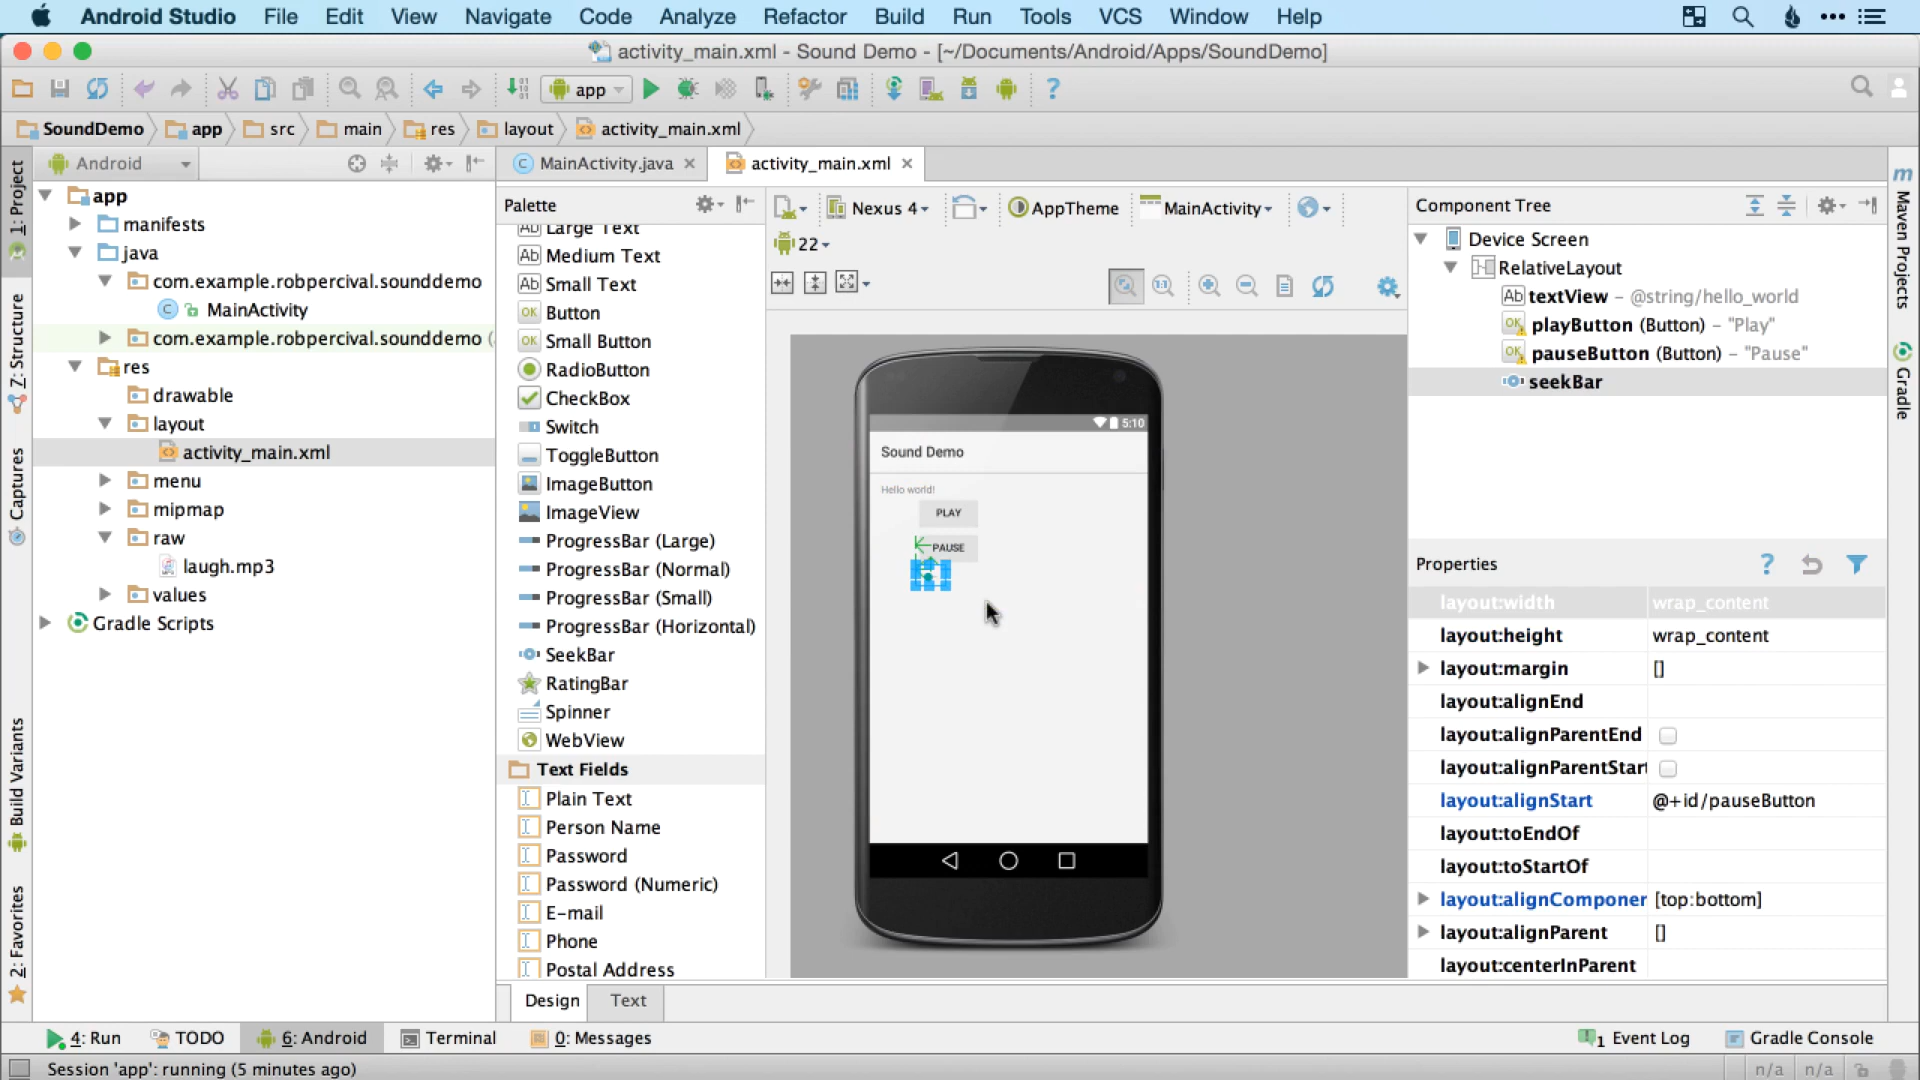 Android Studio File Edit View Navigate Code Analyze Refactor Build Run Tools VCS Window Help
activity_main.xml - Sound Demo - [~/Documents/Android/Apps/SoundDemo]
app
SoundDemo app src main res layout activity_main.xml
Android
MainActivity.java
activity_main.xml
1: Project
Z: Structure
Captures
Build Variants
2: Favorites
app
manifests
java
com.example.robpercival.sounddemo
MainActivity
com.example.robpercival.sounddemo (
res
drawable
layout
activity_main.xml
menu
mipmap
raw
laugh.mp3
values
Gradle Scripts
Palette
Large Text
Medium Text
Small Text
Button
Small Button
RadioButton
CheckBox
Switch
ToggleButton
ImageButton
ImageView
ProgressBar (Large)
ProgressBar (Normal)
ProgressBar (Small)
ProgressBar (Horizontal)
SeekBar
RatingBar
Spinner
WebView
Text Fields
Plain Text
Person Name
Password
Password (Numeric)
E-mail
Phone
Postal Address
Nexus 4 AppTheme MainActivity
22
5:10
Sound Demo
Hello world!
PLAY
PAUSE
Design Text
Component Tree
Device Screen
RelativeLayout
Ab textView – @string/hello_world
OK playButton (Button) – "Play"
OK pauseButton (Button) – "Pause"
seekBar
Properties
layout:width wrap_content
layout:height wrap_content
layout:margin []
layout:alignEnd
layout:alignParentEnd
layout:alignParentStart
layout:alignStart @+id/pauseButton
layout:toEndOf
layout:toStartOf
layout:alignComponer [top:bottom]
layout:alignParent []
layout:centerInParent
m Maven Projects
Gradle
4: Run TODO 6: Android Terminal 0: Messages 1 Event Log Gradle Console
Session 'app': running (5 minutes ago) n/a n/a